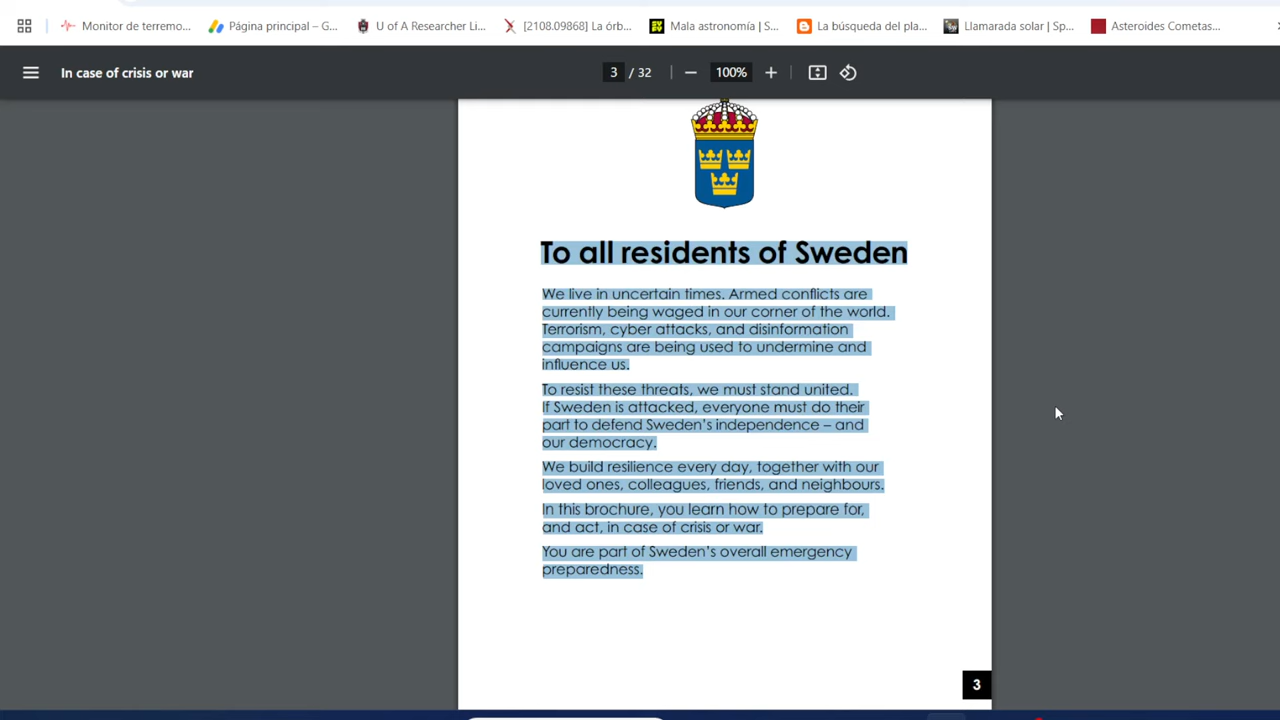 Monitor de terremo...
Página principal – G...
U of A Researcher Li...
[2108.09868] La órb...
Mala astronomía | S...
La búsqueda del pla...
Llamarada solar | Sp...
Asteroides Cometas...
In case of crisis or war
3 / 32
100%
To all residents of Sweden
We live in uncertain times. Armed conflicts are
currently being waged in our corner of the world.
Terrorism, cyber attacks, and disinformation
campaigns are being used to undermine and
influence us.
To resist these threats, we must stand united.
If Sweden is attacked, everyone must do their
part to defend Sweden's independence – and
our democracy.
We build resilience every day, together with our
loved ones, colleagues, friends, and neighbours.
In this brochure, you learn how to prepare for,
and act, in case of crisis or war.
You are part of Sweden's overall emergency
preparedness.
3